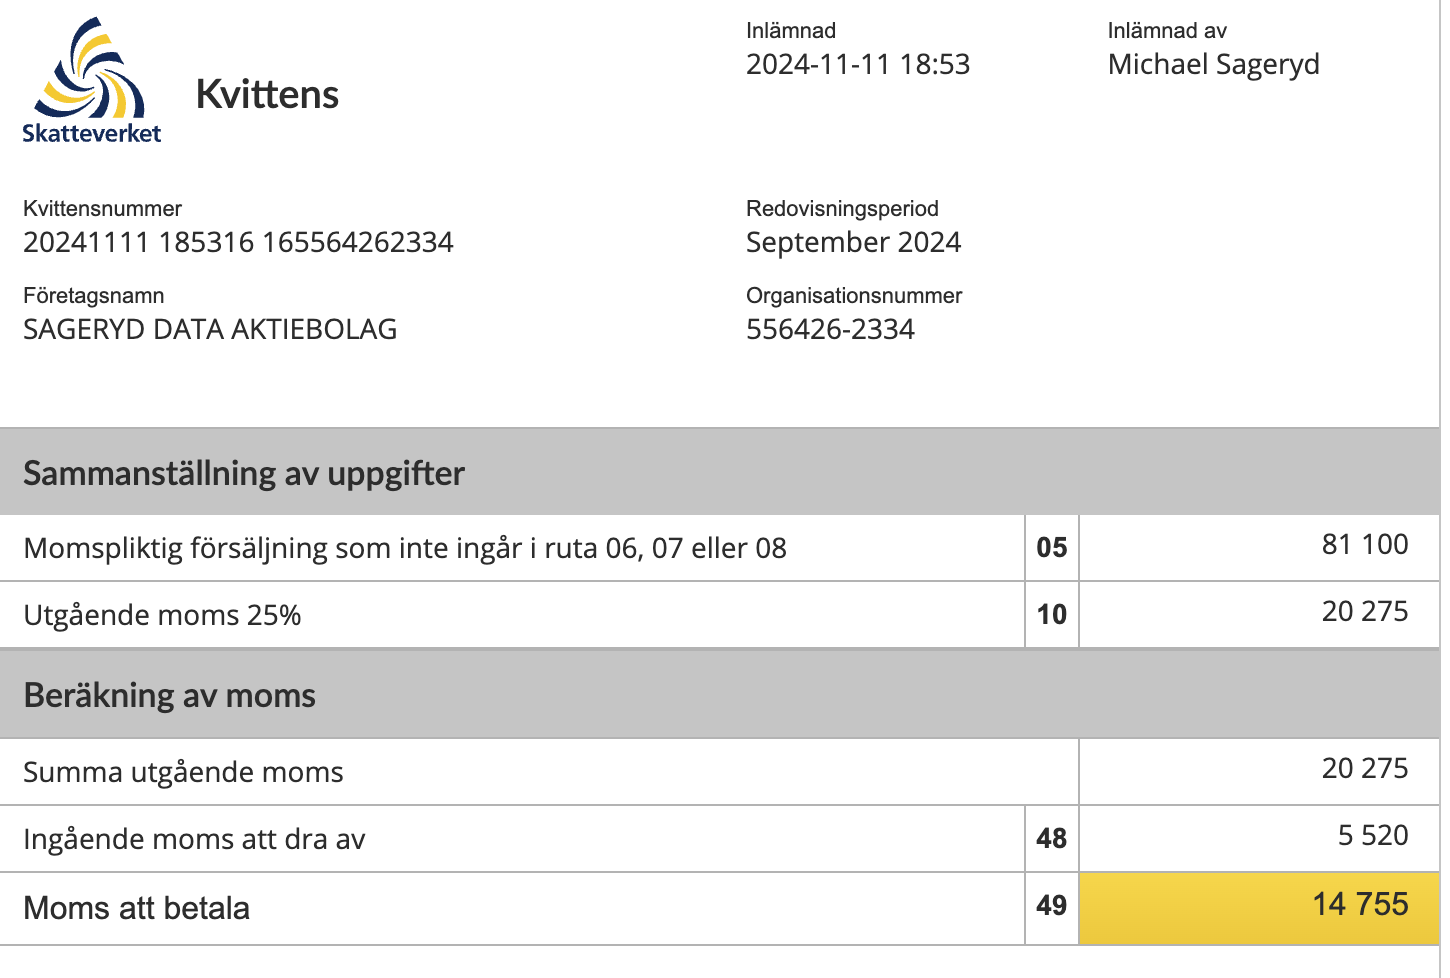 Skatteverket
Kvittens
Inlämnad
2024-11-11 18:53
Inlämnad av
Michael Sageryd
Kvittensnummer
20241111 185316 165564262334
Redovisningsperiod
September 2024
Företagsnamn
SAGERYD DATA AKTIEBOLAG
Organisationsnummer
556426-2334
Sammanställning av uppgifter
Momspliktig försäljning som inte ingår i ruta 06, 07 eller 08 05 81 100
Utgående moms 25% 10 20 275
Beräkning av moms
Summa utgående moms 20 275
Ingående moms att dra av 48 5 520
Moms att betala 49 14 755